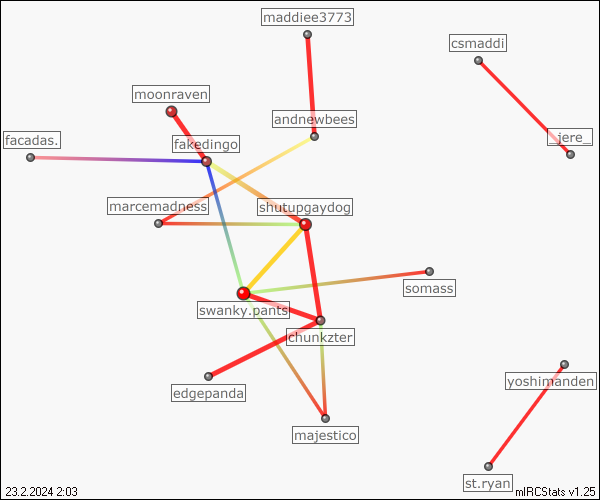 maddiee3773
csmaddi
moonraven
andnewbees
_jere_
facadas.
fakedingo
marcemadness
shutupgaydog
somass
swanky.pants
chunkzter
yoshimanden
edgepanda
majestico
st.ryan
23.2.2024 2:03
mIRCStats v1.25